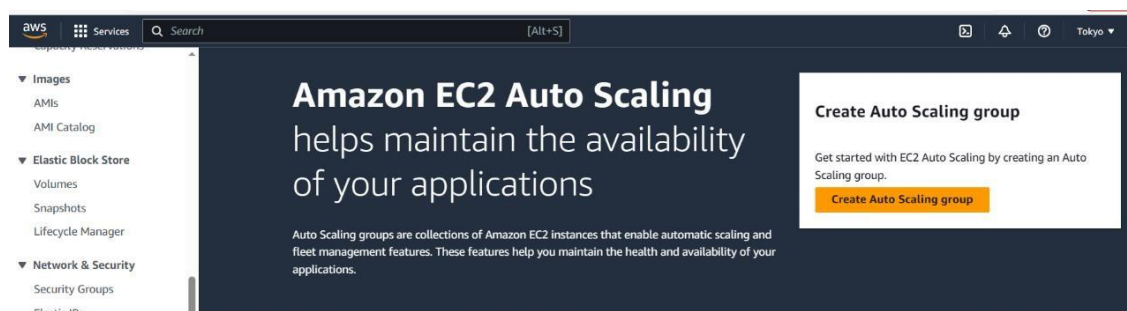 aws Services Search [Alt+S] Tokyo
Capacity Reservations
Images
AMIs
AMI Catalog
Elastic Block Store
Volumes
Snapshots
Lifecycle Manager
Network & Security
Security Groups
Amazon EC2 Auto Scaling
helps maintain the availability
of your applications
Auto Scaling groups are collections of Amazon EC2 instances that enable automatic scaling and
fleet management features. These features help you maintain the health and availability of your
applications.
Create Auto Scaling group
Get started with EC2 Auto Scaling by creating an Auto
Scaling group.
Create Auto Scaling group